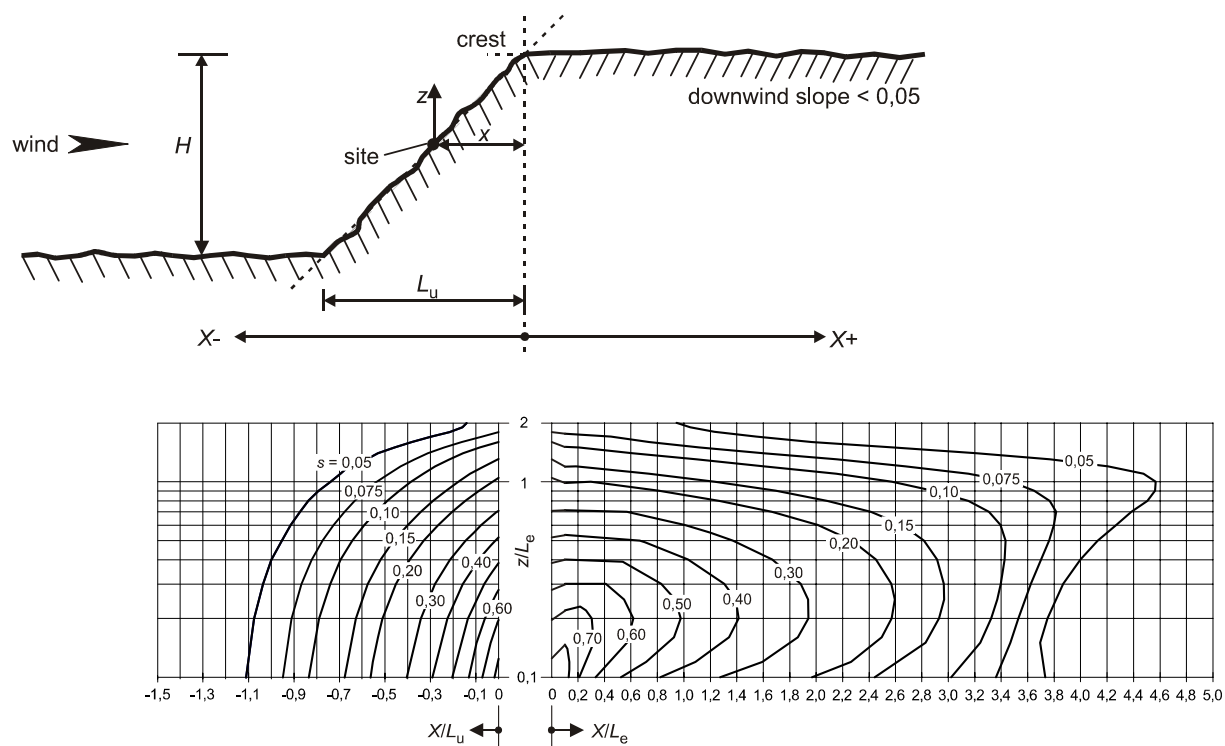 crest
z
downwind slope < 0,05
wind
H
x
site
L_u
X-
X+
2
s = 0,05
0,05
0,075
0,075
1
0,10
0,10
0,15
0,15
0,20
z/L_e
0,40
0,20
0,30
0,30
0,50
0,40
0,60
0,70
0,60
0,1
-1,5 -1,3 -1,1 -0,9 -0,7 -0,5 -0,3 -0,1 0 0 0,2 0,4 0,6 0,8 1,0 1,2 1,4 1,6 1,8 2,0 2,2 2,4 2,6 2,8 3,0 3,2 3,4 3,6 3,8 4,0 4,2 4,4 4,6 4,8 5,0
X/L_u X/L_e